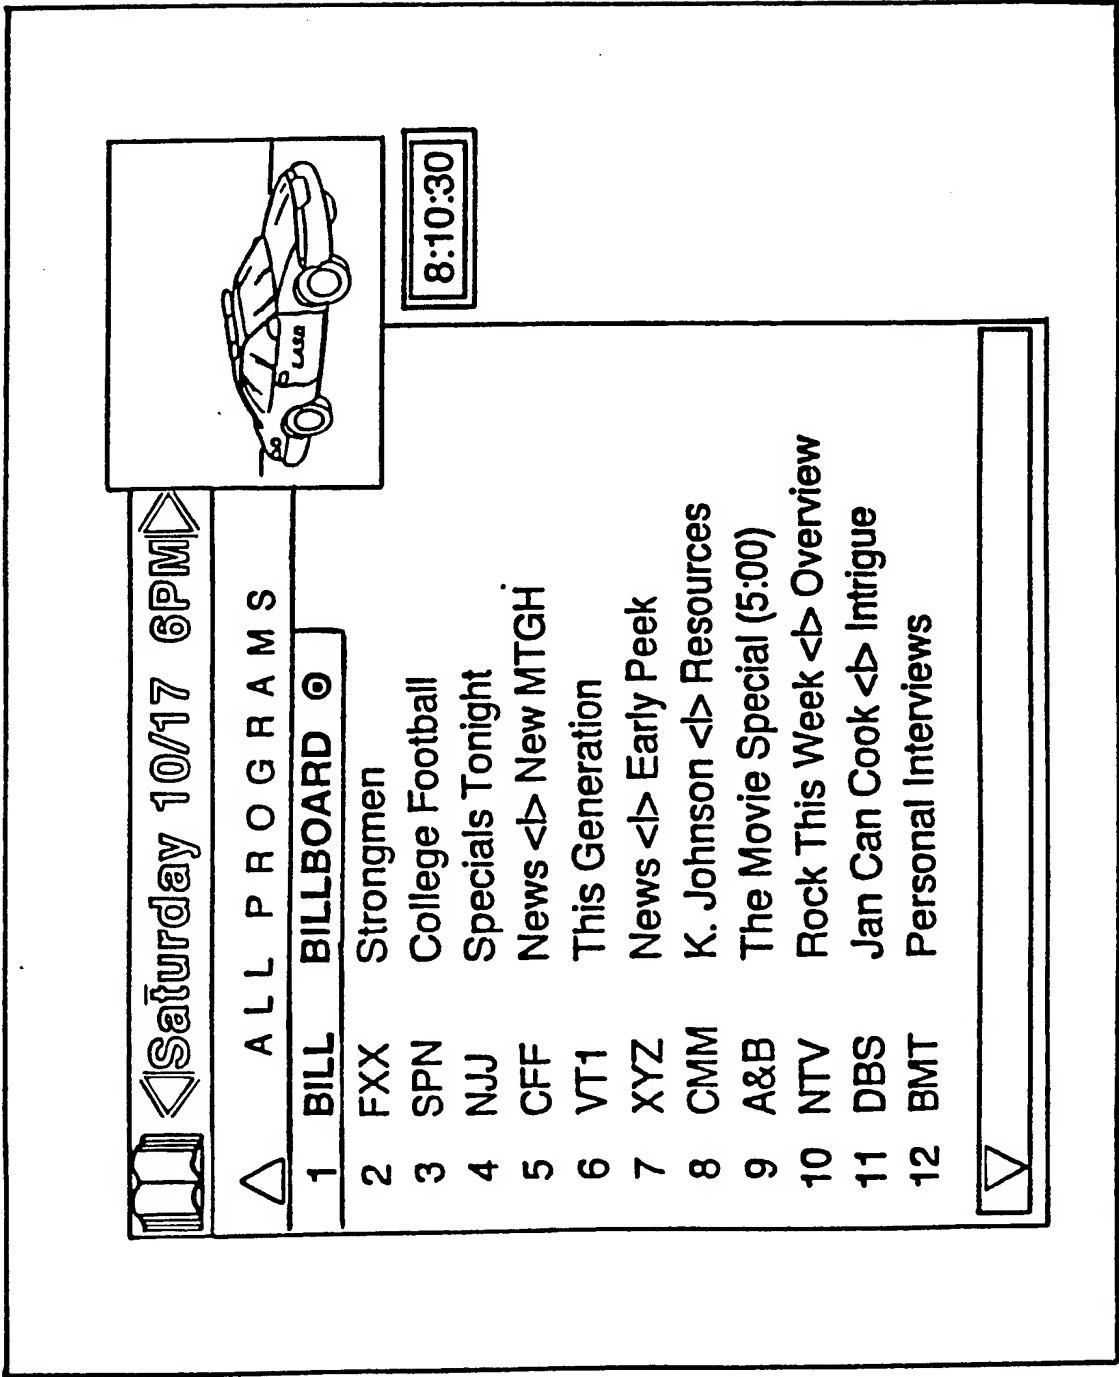 Saturday 10/17 6PM
ALL PROGRAMS
1 BILL BILLBOARD
2 FXX Strongmen
3 SPN College Football
4 NJJ Specials Tonight
5 CFF News <I> New MTGH
6 VT1 This Generation
7 XYZ News <I> Early Peek
8 CMM K. Johnson <I> Resources
9 A&B The Movie Special (5:00)
10 NTV Rock This Week <I> Overview
11 DBS Jan Can Cook <I> Intrigue
12 BMT Personal Interviews
8:10:30